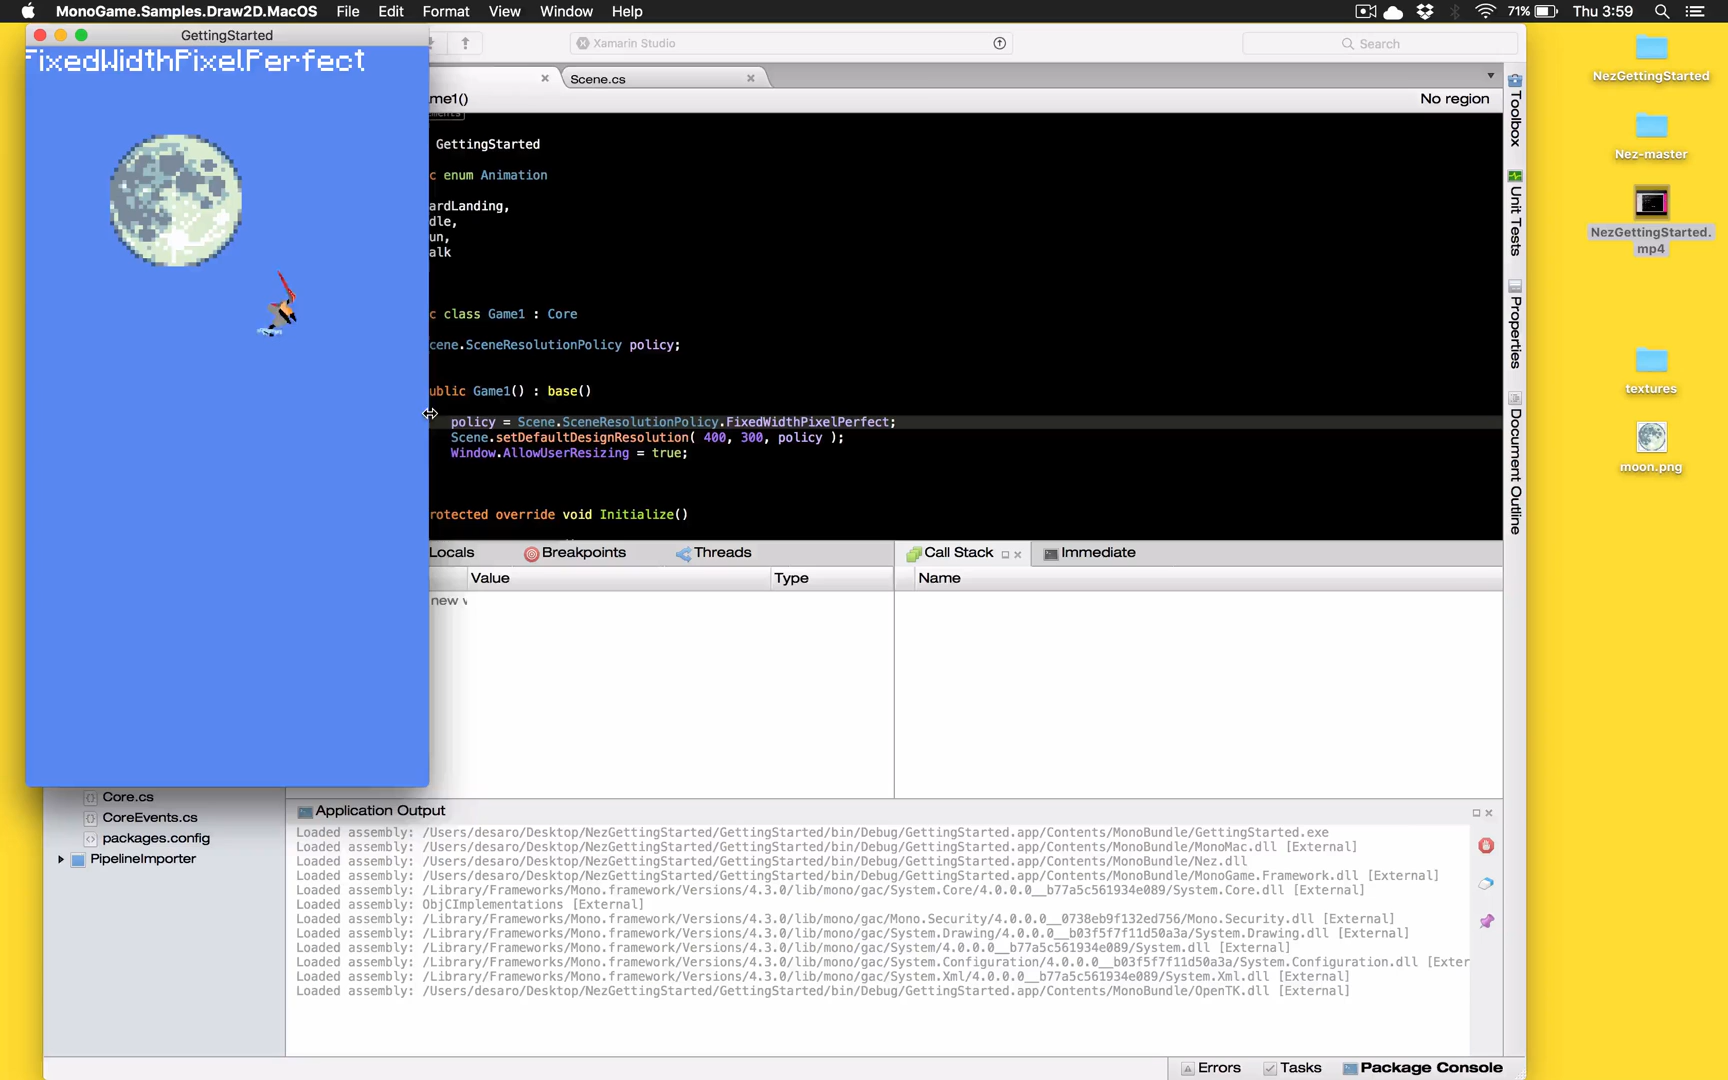 MonoGame.Samples.Draw2D.MacOS File Edit Format View Window Help 71% Thu 3:59
GettingStarted
FixedWidthPixelPerfect
Xamarin Studio
Search
Scene.cs
me1()
No region
GettingStarted
c enum Animation
ardLanding,
dle,
un,
alk
c class Game1 : Core
cene.SceneResolutionPolicy policy;
ublic Game1() : base()
policy = Scene.SceneResolutionPolicy.FixedWidthPixelPerfect;
Scene.setDefaultDesignResolution( 400, 300, policy );
Window.AllowUserResizing = true;
rotected override void Initialize()
Locals Breakpoints Threads
Value Type
new v
Call Stack Immediate
Name
Toolbox
Unit Tests
Properties
Document Outline
Core.cs
CoreEvents.cs
packages.config
PipelineImporter
Application Output
Loaded assembly: /Users/desaro/Desktop/NezGettingStarted/GettingStarted/bin/Debug/GettingStarted.app/Contents/MonoBundle/GettingStarted.exe
Loaded assembly: /Users/desaro/Desktop/NezGettingStarted/GettingStarted/bin/Debug/GettingStarted.app/Contents/MonoBundle/MonoMac.dll [External]
Loaded assembly: /Users/desaro/Desktop/NezGettingStarted/GettingStarted/bin/Debug/GettingStarted.app/Contents/MonoBundle/Nez.dll
Loaded assembly: /Users/desaro/Desktop/NezGettingStarted/GettingStarted/bin/Debug/GettingStarted.app/Contents/MonoBundle/MonoGame.Framework.dll [External]
Loaded assembly: /Library/Frameworks/Mono.framework/Versions/4.3.0/lib/mono/gac/System.Core/4.0.0.0__b77a5c561934e089/System.Core.dll [External]
Loaded assembly: ObjCImplementations [External]
Loaded assembly: /Library/Frameworks/Mono.framework/Versions/4.3.0/lib/mono/gac/Mono.Security/4.0.0.0__0738eb9f132ed756/Mono.Security.dll [External]
Loaded assembly: /Library/Frameworks/Mono.framework/Versions/4.3.0/lib/mono/gac/System.Drawing/4.0.0.0__b03f5f7f11d50a3a/System.Drawing.dll [External]
Loaded assembly: /Library/Frameworks/Mono.framework/Versions/4.3.0/lib/mono/gac/System/4.0.0.0__b77a5c561934e089/System.dll [External]
Loaded assembly: /Library/Frameworks/Mono.framework/Versions/4.3.0/lib/mono/gac/System.Configuration/4.0.0.0__b03f5f7f11d50a3a/System.Configuration.dll [Exter
Loaded assembly: /Library/Frameworks/Mono.framework/Versions/4.3.0/lib/mono/gac/System.Xml/4.0.0.0__b77a5c561934e089/System.Xml.dll [External]
Loaded assembly: /Users/desaro/Desktop/NezGettingStarted/GettingStarted/bin/Debug/GettingStarted.app/Contents/MonoBundle/OpenTK.dll [External]
Errors Tasks Package Console
NezGettingStarted
Nez-master
NezGettingStarted.
mp4
textures
moon.png